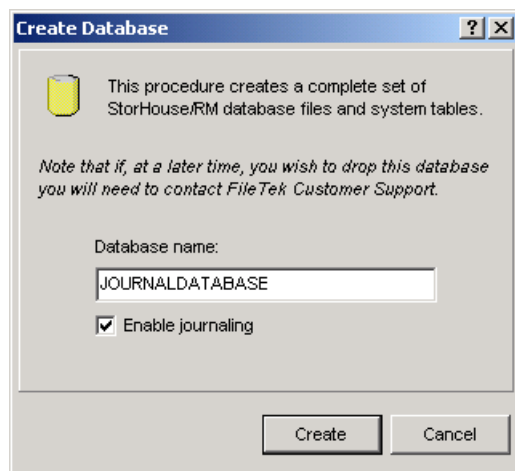 Create Database
This procedure creates a complete set of
StorHouse/RM database files and system tables.
Note that if, at a later time, you wish to drop this database
you will need to contact FileTek Customer Support.
Database name:
JOURNALDATABASE
Enable journaling
Create
Cancel